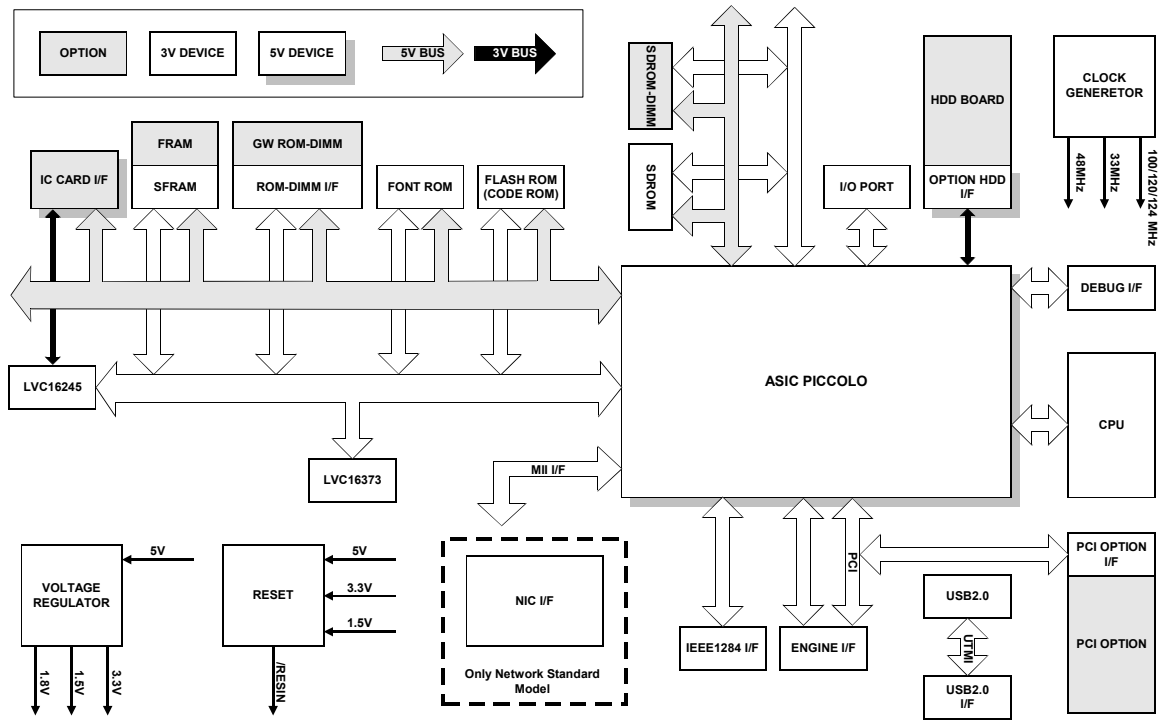 OPTION
3V DEVICE
5V DEVICE
5V BUS
3V BUS
SDROM-DIMM
SDROM
HDD BOARD
OPTION HDD
I/F
I/O PORT
CLOCK
GENERETOR
48MHz
33MHz
100/120/124 MHz
IC CARD I/F
FRAM
SFRAM
GW ROM-DIMM
ROM-DIMM I/F
FONT ROM
FLASH ROM
(CODE ROM)
DEBUG I/F
LVC16245
ASIC PICCOLO
CPU
LVC16373
MII I/F
5V
VOLTAGE
REGULATOR
1.8V
1.5V
3.3V
RESET
5V
3.3V
1.5V
/RESIN
NIC I/F
Only Network Standard
Model
PCI
IEEE1284 I/F
ENGINE I/F
USB2.0
UTMI
USB2.0
I/F
PCI OPTION
I/F
PCI OPTION